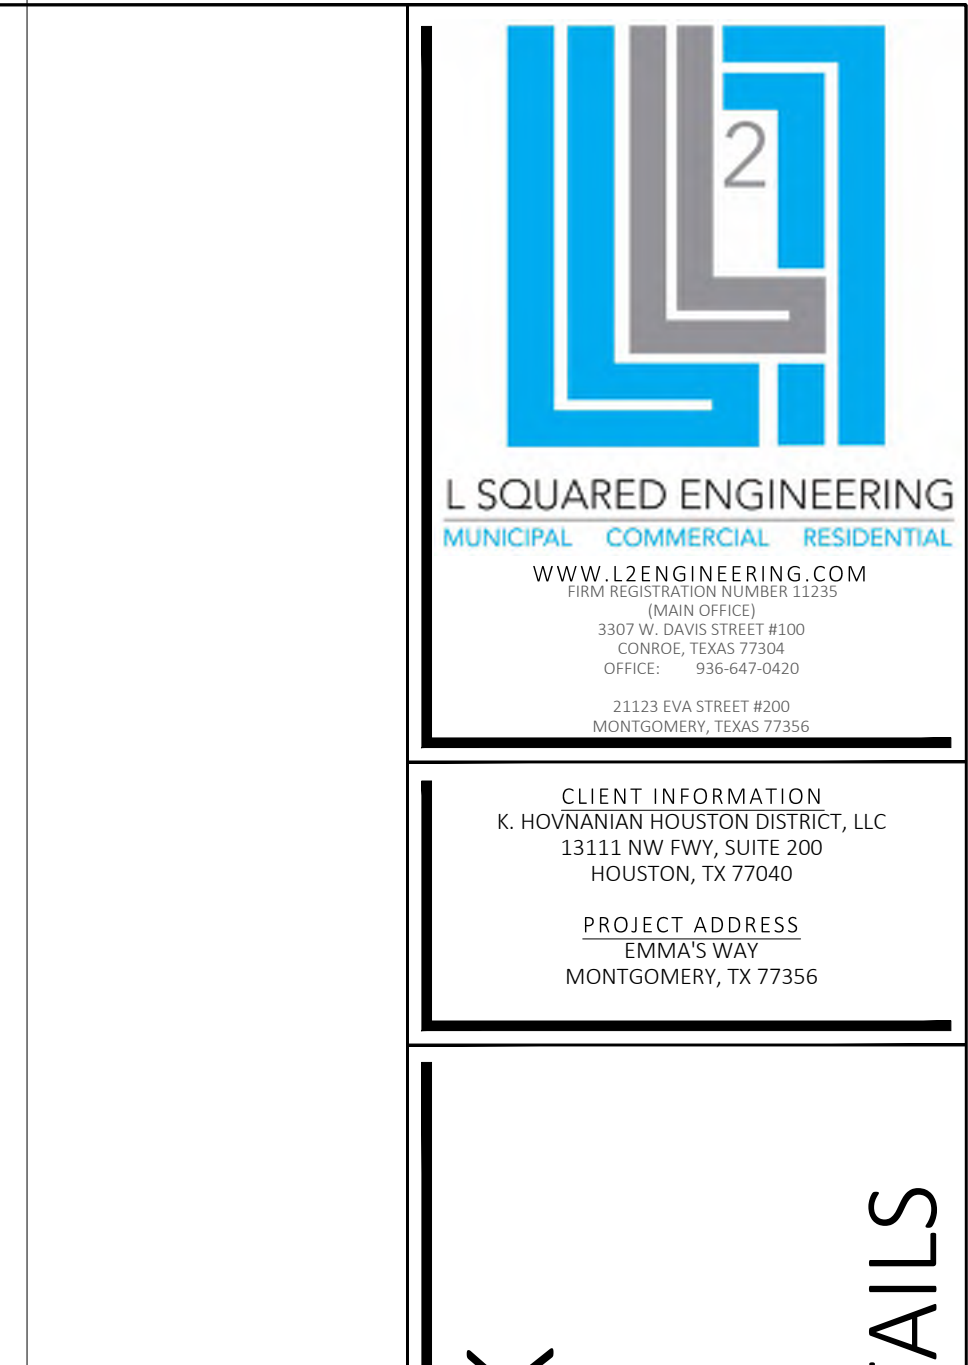 2
L SQUARED ENGINEERING
MUNICIPAL COMMERCIAL RESIDENTIAL
WWW.L2ENGINEERING.COM
FIRM REGISTRATION NUMBER 11235
(MAIN OFFICE)
3307 W. DAVIS STREET #100
CONROE, TEXAS 77304
OFFICE: 936-647-0420
21123 EVA STREET #200
MONTGOMERY, TEXAS 77356
CLIENT INFORMATION
K. HOVNANIAN HOUSTON DISTRICT, LLC
13111 NW FWY, SUITE 200
HOUSTON, TX 77040
PROJECT ADDRESS
EMMA'S WAY
MONTGOMERY, TX 77356